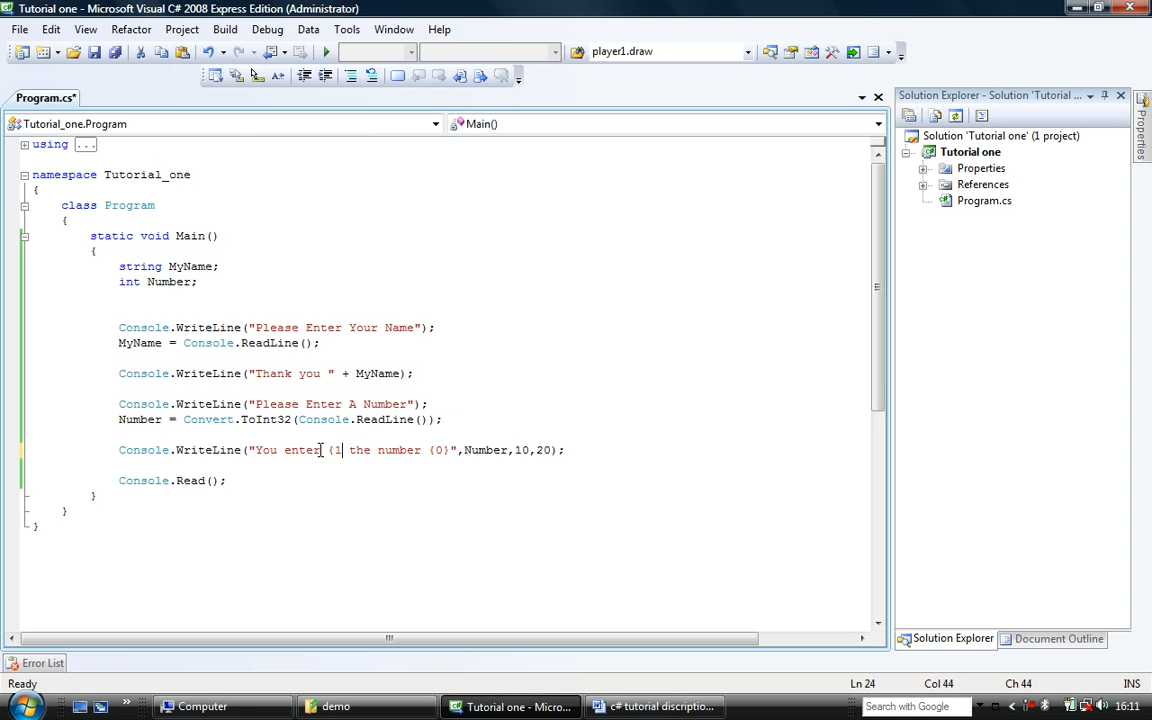 Tutorial one - Microsoft Visual C# 2008 Express Edition (Administrator)
File Edit View Refactor Project Build Debug Data Tools Window Help
player1.draw
Program.cs*
Tutorial_one.Program Main()
using ...
namespace Tutorial_one
{
class Program
{
static void Main()
{
string MyName;
int Number;
Console.WriteLine("Please Enter Your Name");
MyName = Console.ReadLine();
Console.WriteLine("Thank you " + MyName);
Console.WriteLine("Please Enter A Number");
Number = Convert.ToInt32(Console.ReadLine());
Console.WriteLine("You enter {1 the number {0}",Number,10,20);
Console.Read();
}
}
}
Solution Explorer - Solution 'Tutorial ...
Solution 'Tutorial one' (1 project)
Tutorial one
Properties
References
Program.cs
Properties
Solution Explorer Document Outline
Error List
Ready Ln 24 Col 44 Ch 44 INS
Computer demo Tutorial one - Micro... c# tutorial discriptio... Search with Google 16:11